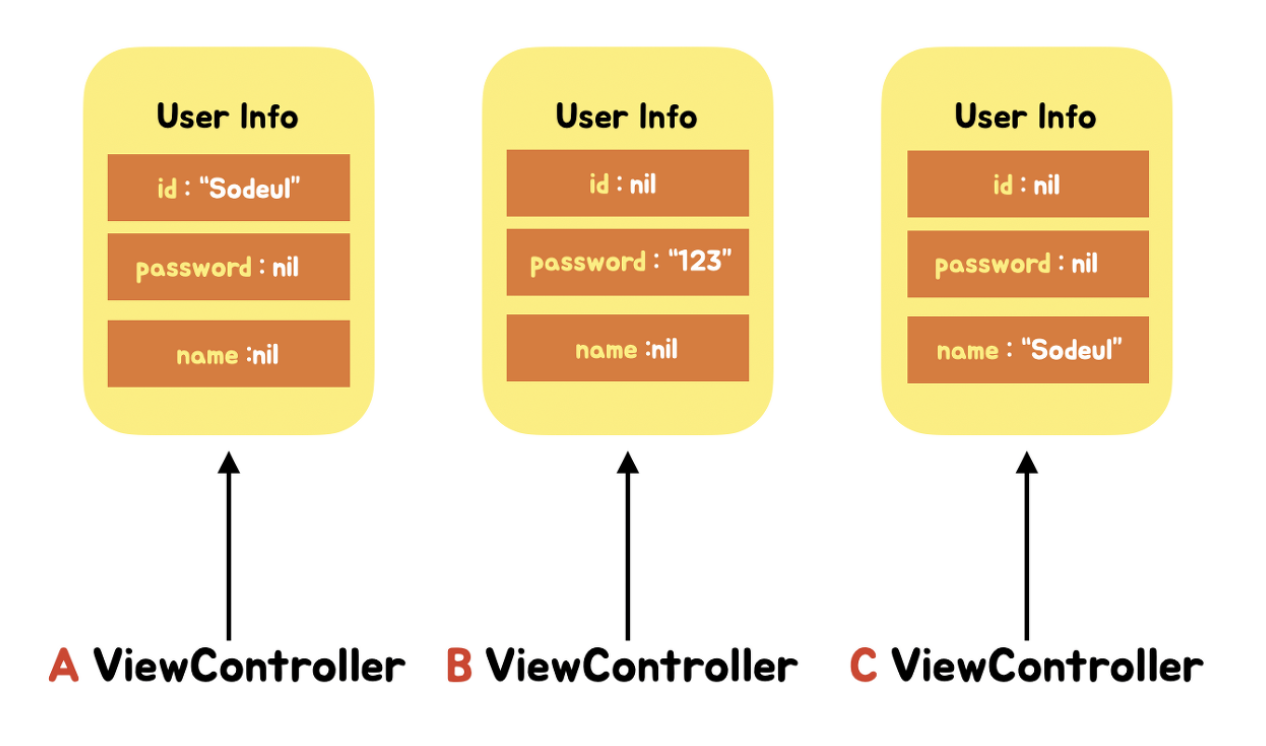 User Info
id : “Sodeul”
password : nil
name :nil
A ViewController
User Info
id : nil
password : “123”
name :nil
B ViewController
User Info
id : nil
password : nil
name : “Sodeul”
C ViewController